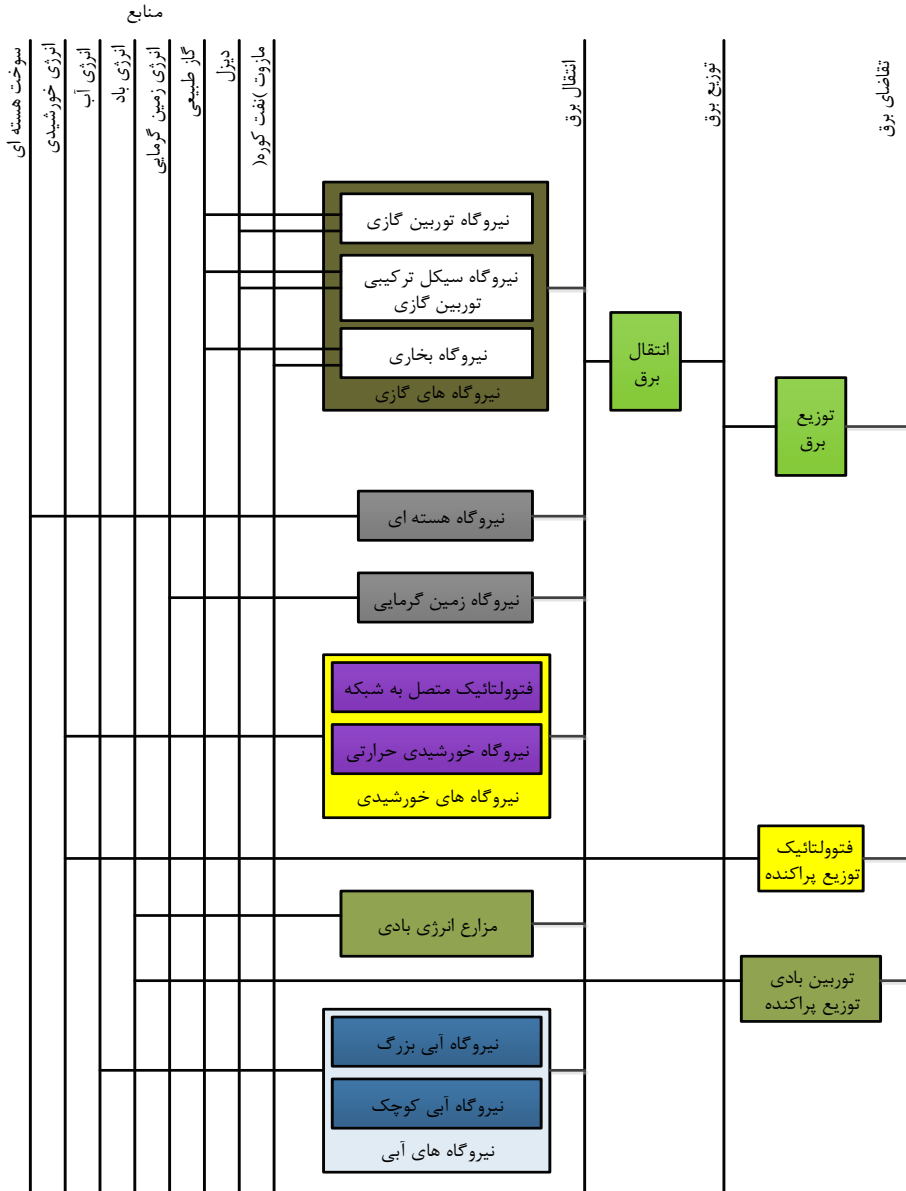 منابع
سوخت هسته ای
انرژی خورشیدی
انرژی آب
انرژی باد
انرژی زمین گرمایی
گاز طبیعی
دیزل
مازوت )نفت کوره(
انتقال برق
توزیع برق
تقاضای برق
نیروگاه توربین گازی
نیروگاه سیکل ترکیبی
توربین گازی
نیروگاه بخاری
نیروگاه های گازی
انتقال
برق
توزیع
برق
نیروگاه هسته ای
نیروگاه زمین گرمایی
فتوولتائیک متصل به شبکه
نیروگاه خورشیدی حرارتی
نیروگاه های خورشیدی
فتوولتائیک
توزیع پراکنده
مزارع انرژی بادی
توربین بادی
توزیع پراکنده
نیروگاه آبی بزرگ
نیروگاه آبی کوچک
نیروگاه های آبی